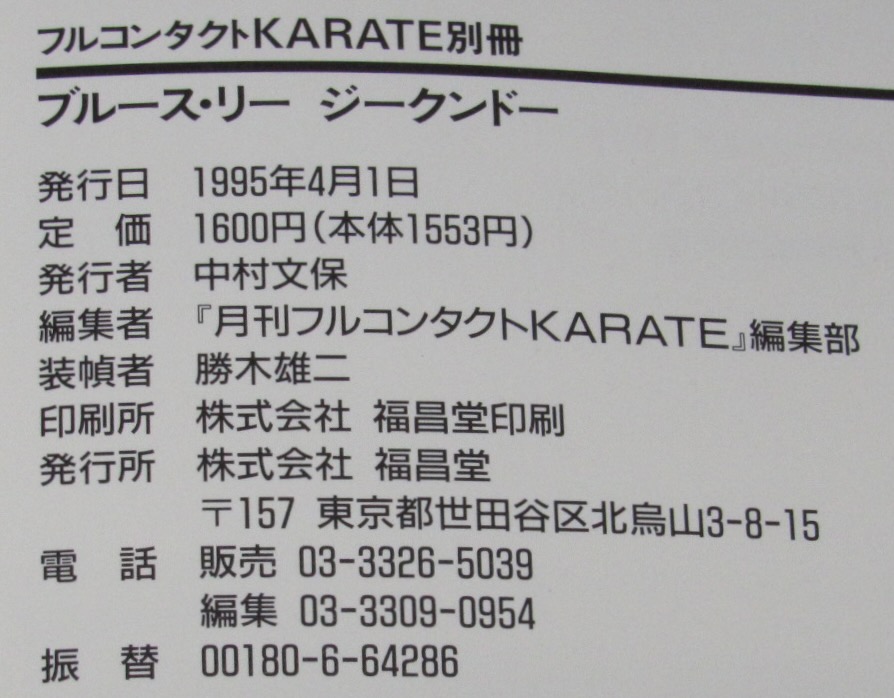 フルコンタクトKARATE別冊
ブルース・リー ジークンドー
発行日 1995年4月1日
定 価 1600円(本体1553円)
発行者 中村文保
編集者 『月刊フルコンタクトKARATE』編集部
装幀者 勝木雄二
印刷所 株式会社 福昌堂印刷
発行所 株式会社 福昌堂
〒157 東京都世田谷区北烏山3-8-15
電 話 販売 03-3326-5039
編集 03-3309-0954
振 替 00180-6-64286